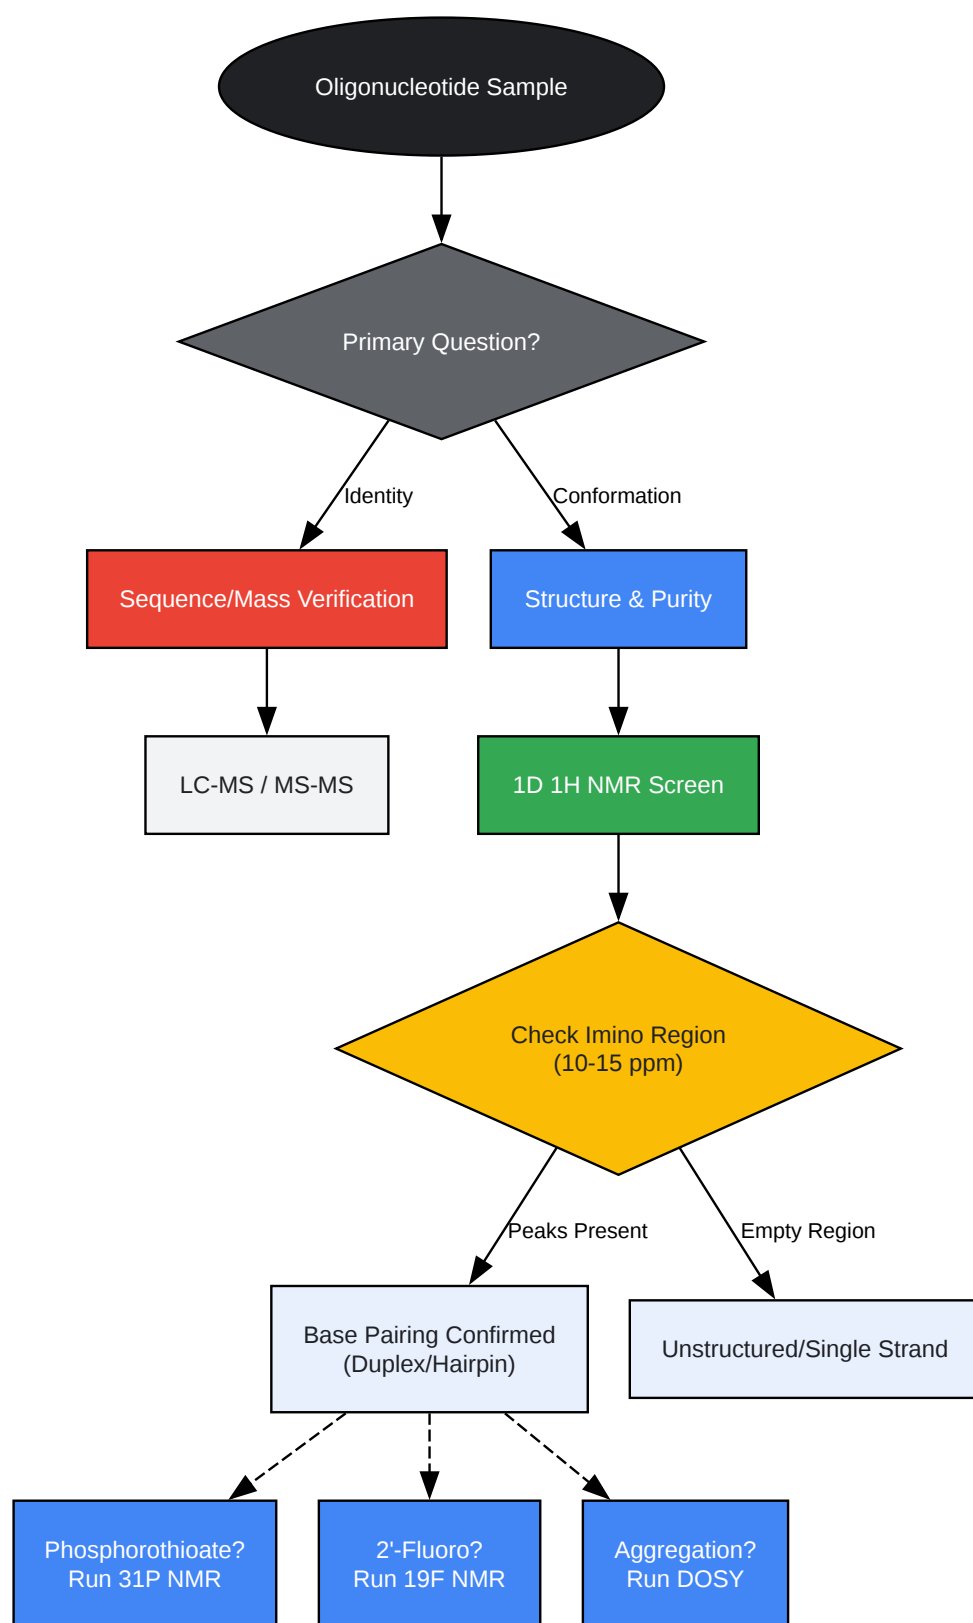 Oligonucleotide Sample
Primary Question?
Identity
Conformation
Sequence/Mass Verification
Structure & Purity
LC-MS / MS-MS
1D 1H NMR Screen
Check Imino Region
(10-15 ppm)
Peaks Present
Empty Region
Base Pairing Confirmed
(Duplex/Hairpin)
Unstructured/Single Strand
Phosphorothioate?
Run 31P NMR
2'-Fluoro?
Run 19F NMR
Aggregation?
Run DOSY